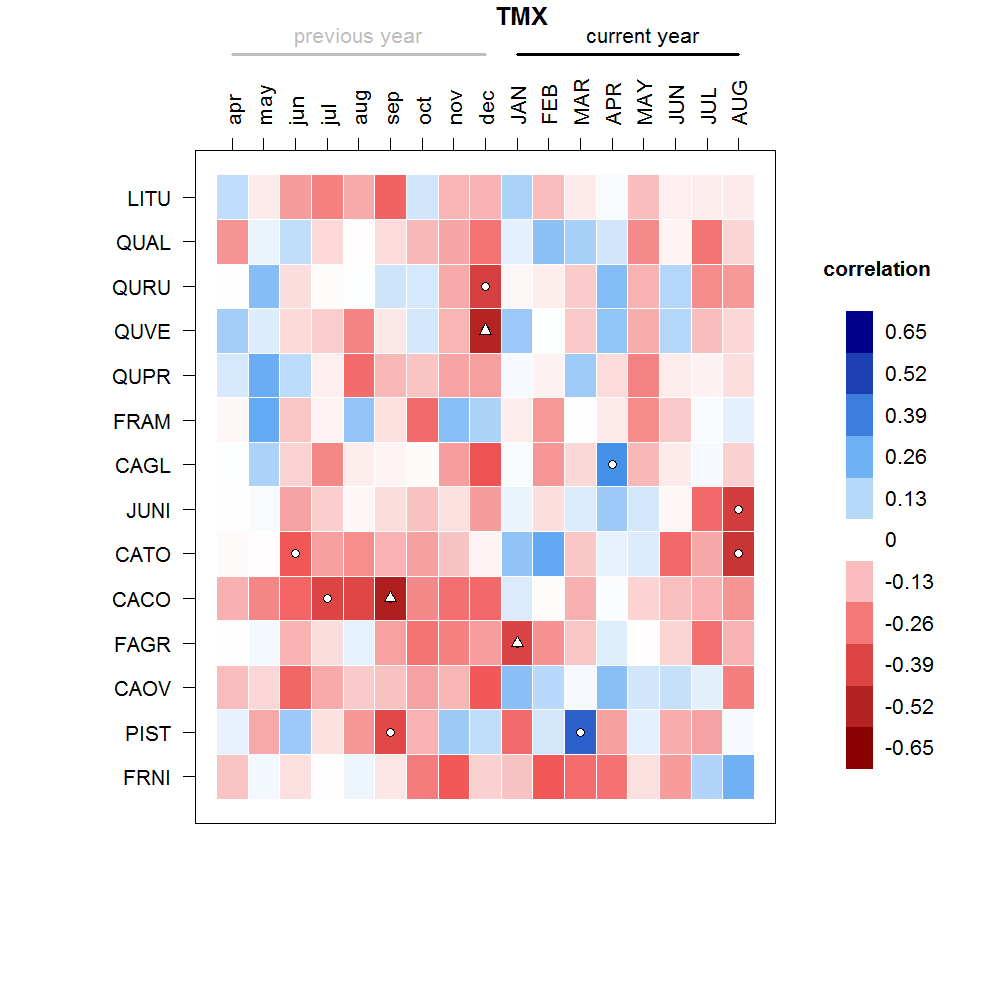 TMX
previous year current year
apr may jun jul aug sep oct nov dec JAN FEB MAR APR MAY JUN JUL AUG
LITU
QUAL
QURU
QUVE
QUPR
FRAM
CAGL
JUNI
CATO
CACO
FAGR
CAOV
PIST
FRNI
correlation
0.65
0.52
0.39
0.26
0.13
0
-0.13
-0.26
-0.39
-0.52
-0.65